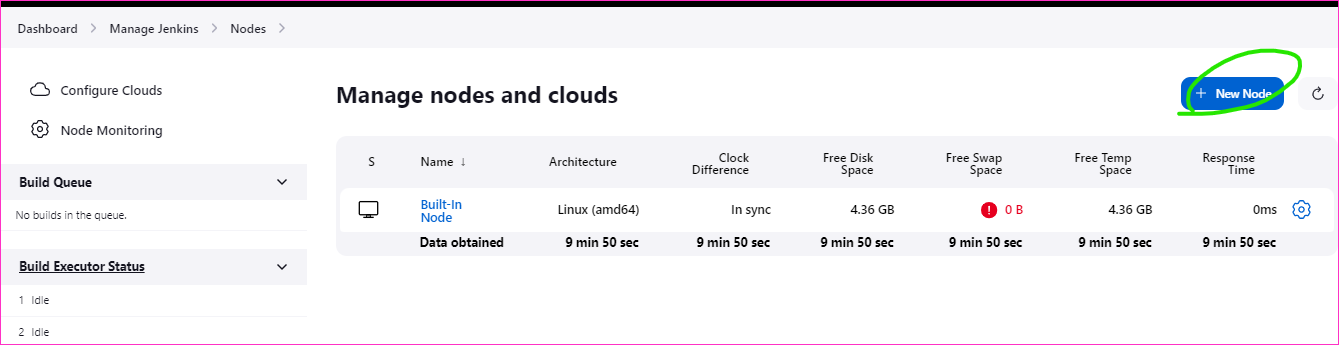 Dashboard > Manage Jenkins > Nodes >
Configure Clouds
Node Monitoring
Build Queue
No builds in the queue.
Build Executor Status
1 Idle
2 Idle
Manage nodes and clouds
+ New Node
S Name ↓ Architecture Clock Difference Free Disk Space Free Swap Space Free Temp Space Response Time
Built-In Node Linux (amd64) In sync 4.36 GB ! 0 B 4.36 GB 0ms
Data obtained 9 min 50 sec 9 min 50 sec 9 min 50 sec 9 min 50 sec 9 min 50 sec 9 min 50 sec